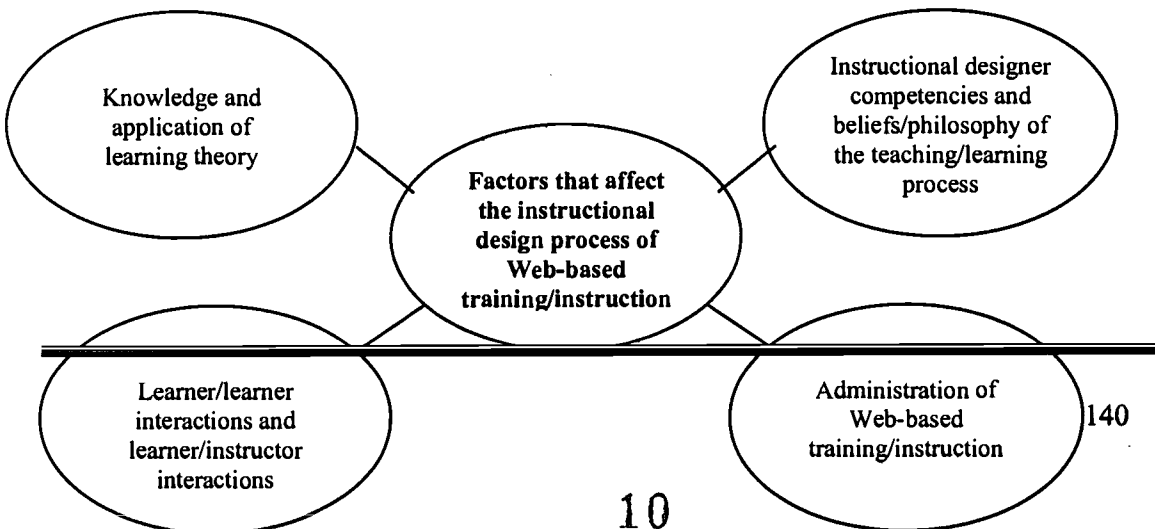 Knowledge and
application of
learning theory
Instructional designer
competencies and
beliefs/philosophy of
the teaching/learning
process
Factors that affect
the instructional
design process of
Web-based
training/instruction
Learner/learner
interactions and
learner/instructor
interactions
Administration of
Web-based
training/instruction
140
10